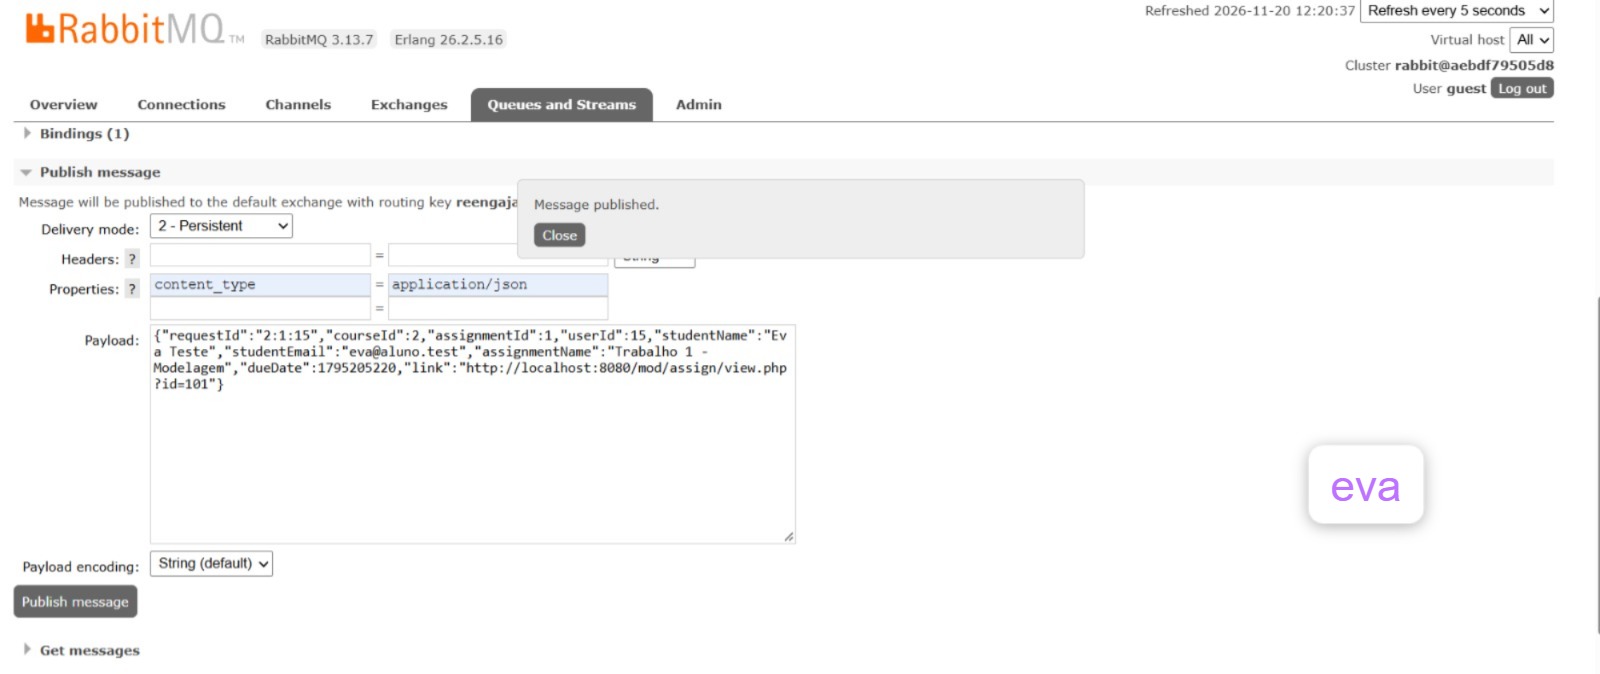 Refreshed 2026-11-20 12:20:37 Refresh every 5 seconds
RabbitMQ TM RabbitMQ 3.13.7 Erlang 26.2.5.16
Virtual host All
Cluster rabbit@aebdf79505d8
User guest Log out
Overview Connections Channels Exchanges Queues and Streams Admin
Bindings (1)
Publish message
Message will be published to the default exchange with routing key reengaja
Message published.
Close
Delivery mode: 2 - Persistent
Headers: ? =
Properties: ? content_type = application/json
=
Payload: {"requestId":"2:1:15","courseId":2,"assignmentId":1,"userId":15,"studentName":"Ev
a Teste","studentEmail":"eva@aluno.test","assignmentName":"Trabalho 1 -
Modelagem","dueDate":1795205220,"link":"http://localhost:8080/mod/assign/view.php
?id=101"}
eva
Payload encoding: String (default)
Publish message
Get messages